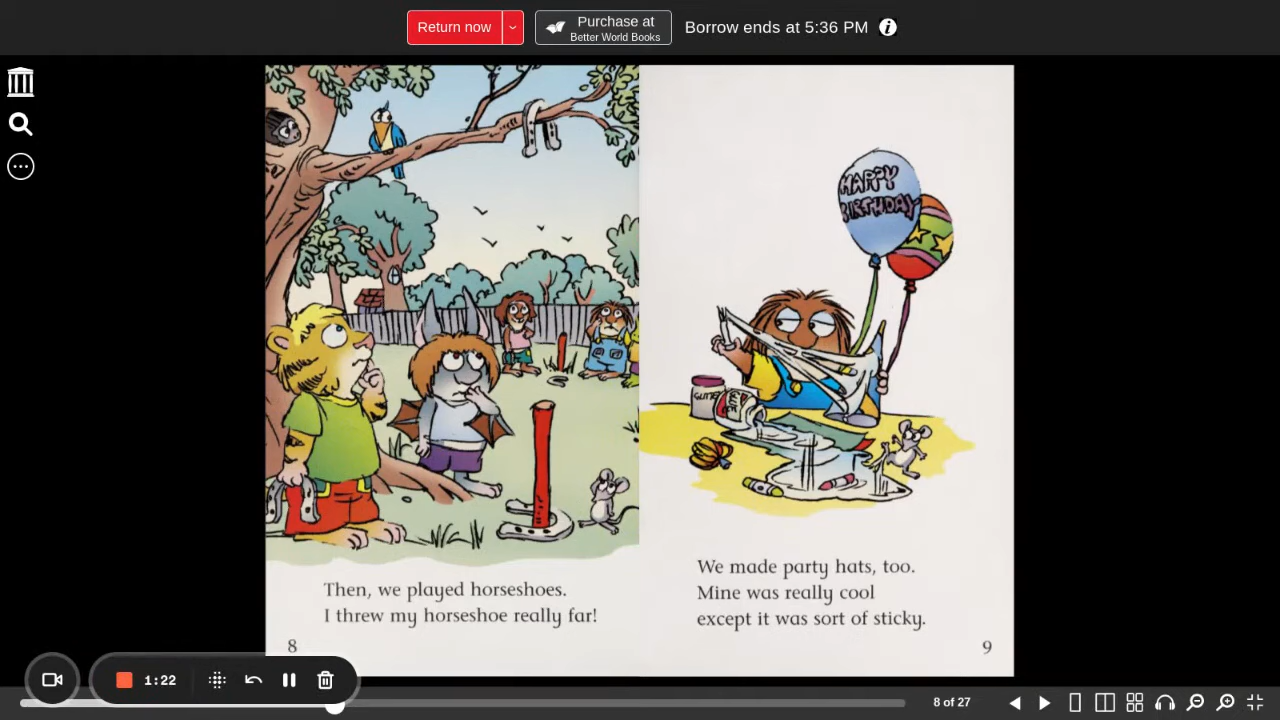 Return now
Purchase at
Better World Books
Borrow ends at 5:36 PM
HAPPY
BIRTHDAY
Then, we played horseshoes.
I threw my horseshoe really far!
8
We made party hats, too.
Mine was really cool
except it was sort of sticky.
9
1:22
8 of 27